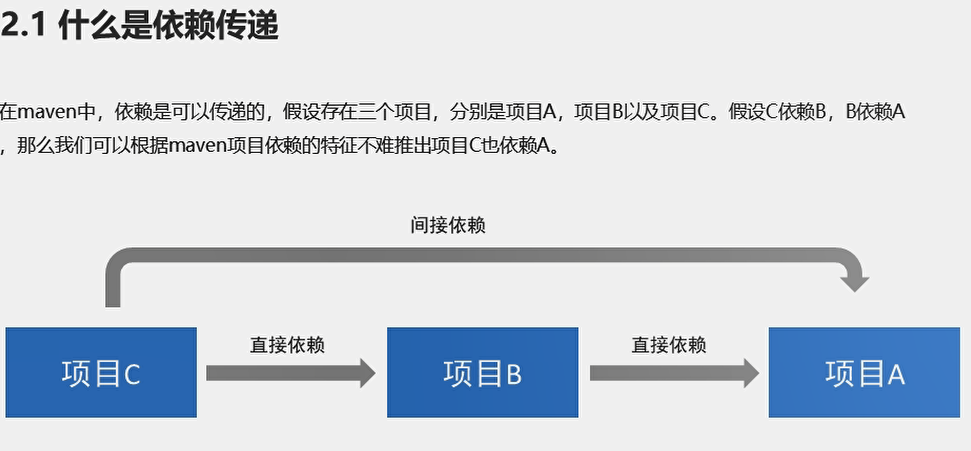 2.1 什么是依赖传递
在maven中，依赖是可以传递的，假设存在三个项目，分别是项目A，项目B以及项目C。假设C依赖B，B依赖A
，那么我们可以根据maven项目依赖的特征不难推出项目C也依赖A。
间接依赖
直接依赖
直接依赖
项目C
项目B
项目A